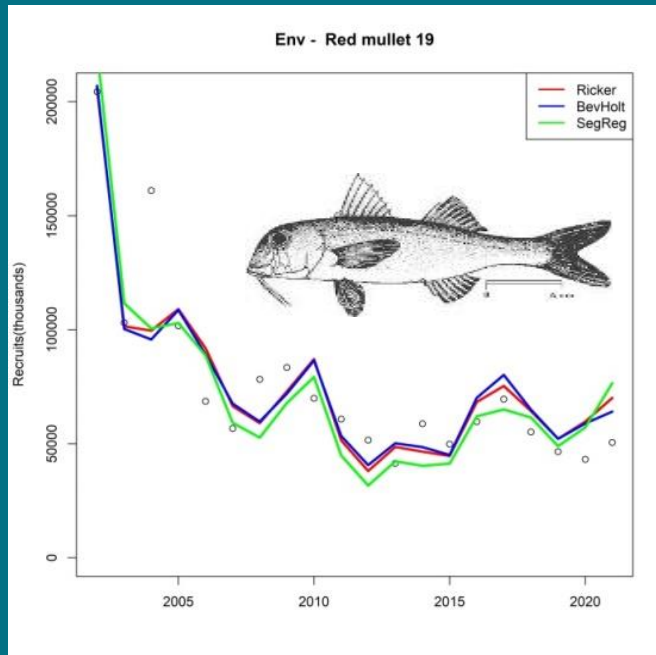 Env - Red mullet 19
Ricker
BevHolt
SegReg
Recruits(thousands)
200000
150000
100000
50000
0
2005
2010
2015
2020